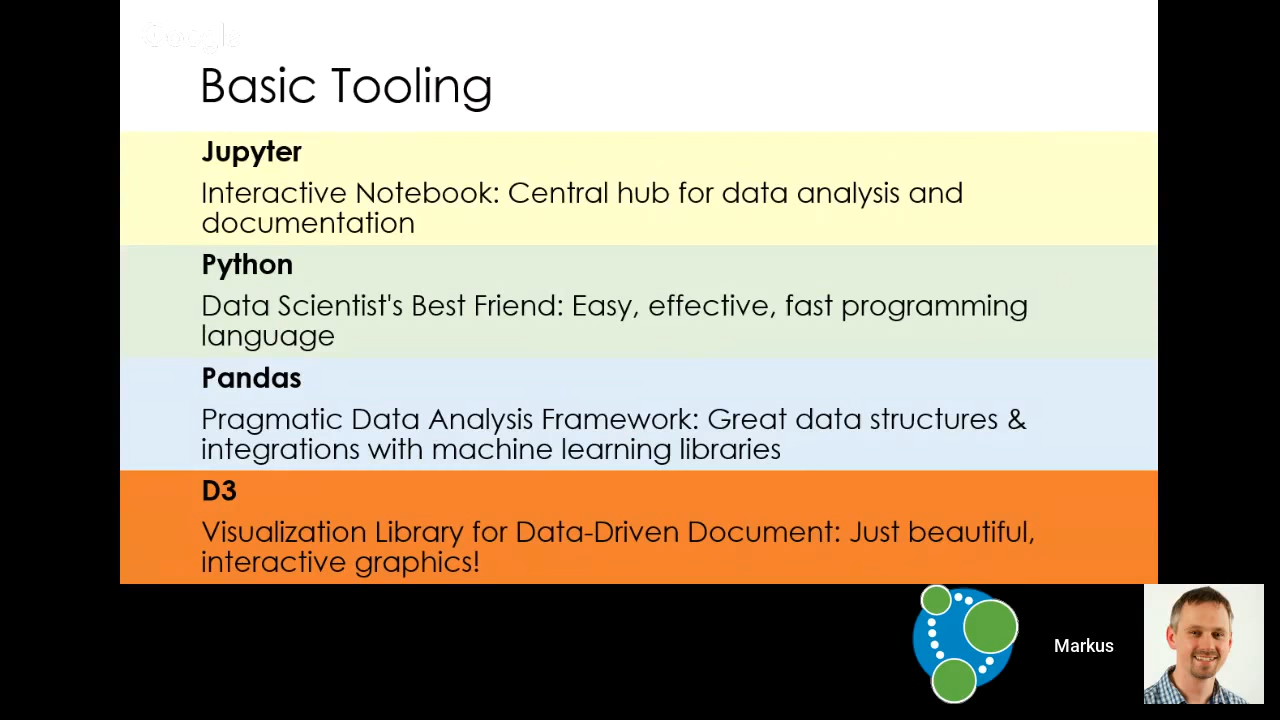 Google
Basic Tooling
Jupyter
Interactive Notebook: Central hub for data analysis and
documentation
Python
Data Scientist's Best Friend: Easy, effective, fast programming
language
Pandas
Pragmatic Data Analysis Framework: Great data structures &
integrations with machine learning libraries
D3
Visualization Library for Data-Driven Document: Just beautiful,
interactive graphics!
Markus